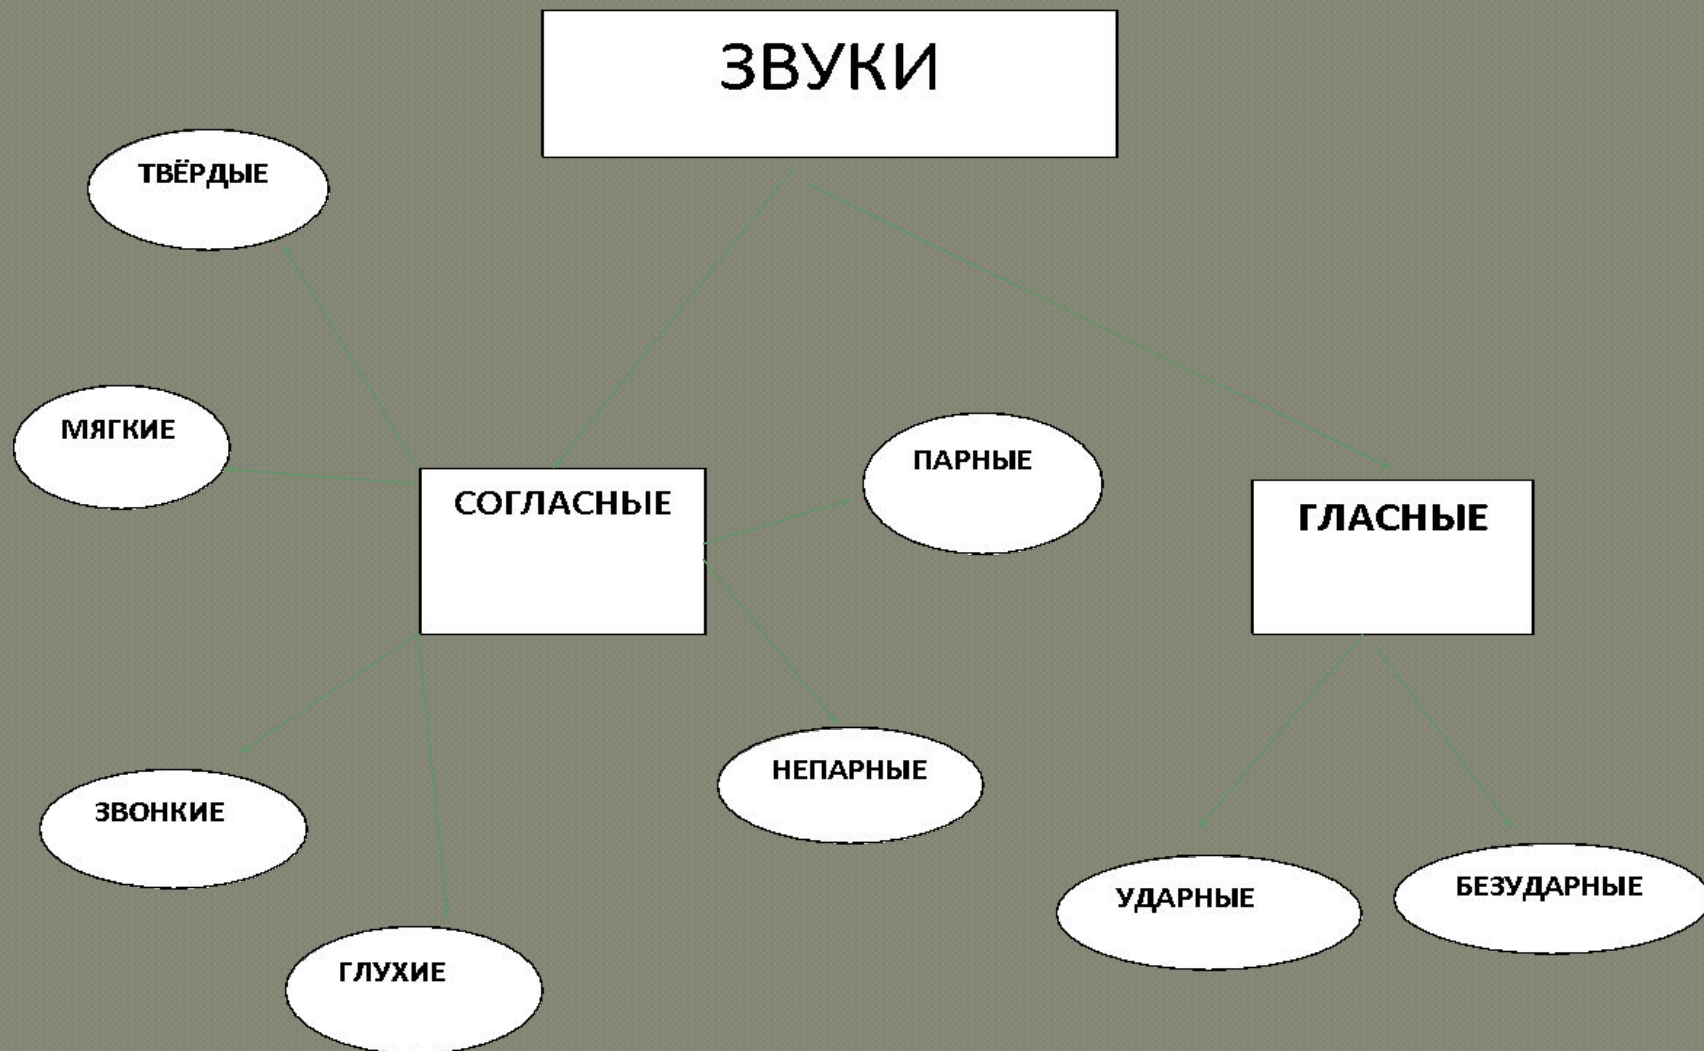 ЗВУКИ
ТВЁРДЫЕ
МЯГКИЕ
СОГЛАСНЫЕ
ПАРНЫЕ
ГЛАСНЫЕ
ЗВОНКИЕ
НЕПАРНЫЕ
ГЛУХИЕ
УДАРНЫЕ
БЕЗУДАРНЫЕ